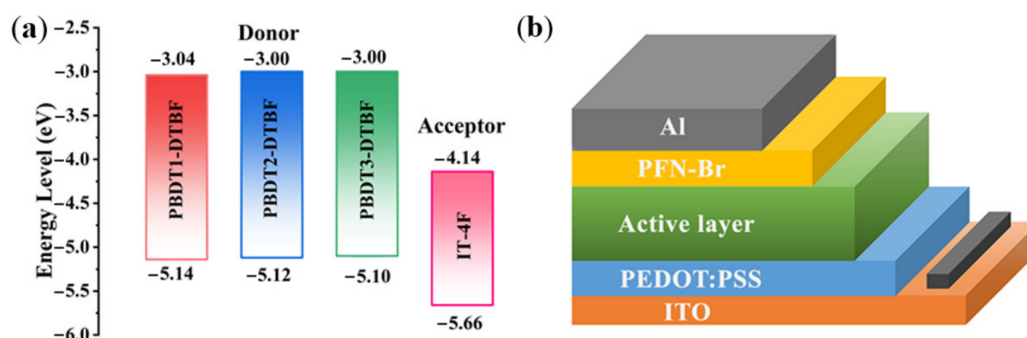 (a)
Donor
−3.04
−3.00
−3.00
PBDT1-DTBF
PBDT2-DTBF
PBDT3-DTBF
−5.14
−5.12
−5.10
Acceptor
−4.14
IT-4F
−5.66
Energy Level (eV)
−2.5
−3.0
−3.5
−4.0
−4.5
−5.0
−5.5
−6.0
(b)
Al
PFN-Br
Active layer
PEDOT:PSS
ITO